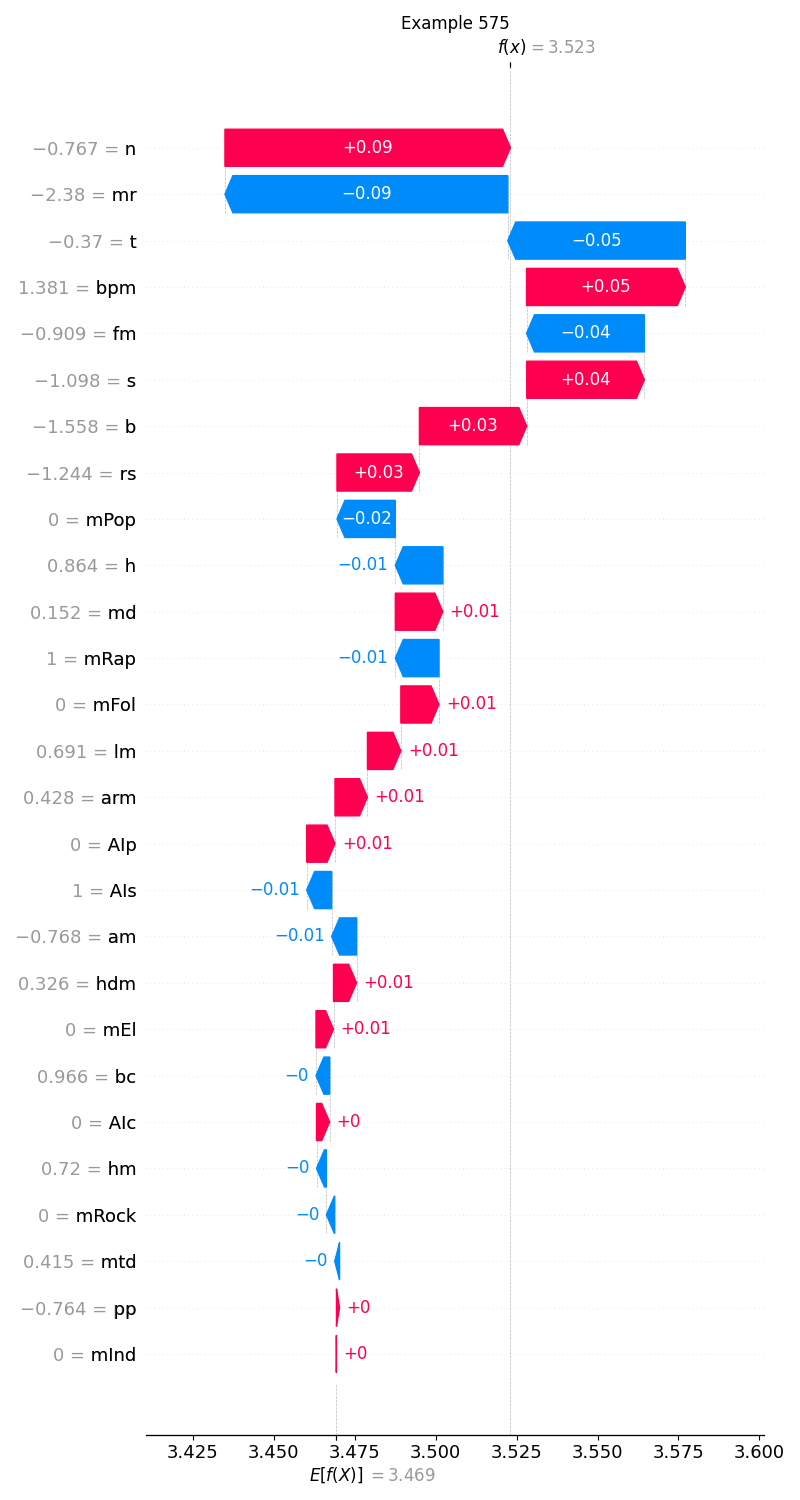 Example 575
f(x) = 3.523
−0.767 = n +0.09
−2.38 = mr −0.09
−0.37 = t −0.05
1.381 = bpm +0.05
−0.909 = fm −0.04
−1.098 = s +0.04
−1.558 = b +0.03
−1.244 = rs +0.03
0 = mPop −0.02
0.864 = h −0.01
0.152 = md +0.01
1 = mRap −0.01
0 = mFol +0.01
0.691 = lm +0.01
0.428 = arm +0.01
0 = AIp +0.01
1 = AIs −0.01
−0.768 = am −0.01
0.326 = hdm +0.01
0 = mEl +0.01
0.966 = bc −0
0 = AIc +0
0.72 = hm −0
0 = mRock −0
0.415 = mtd −0
−0.764 = pp +0
0 = mInd +0
3.425 3.450 3.475 3.500 3.525 3.550 3.575 3.600
E[f(X)] = 3.469